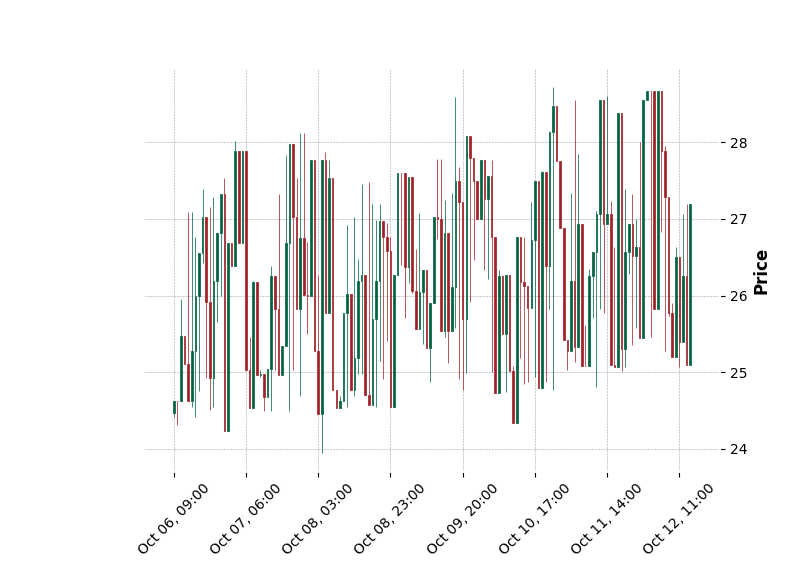 28
27
26
25
24
Price
Oct 06, 09:00
Oct 07, 06:00
Oct 08, 03:00
Oct 08, 23:00
Oct 09, 20:00
Oct 10, 17:00
Oct 11, 14:00
Oct 12, 11:00